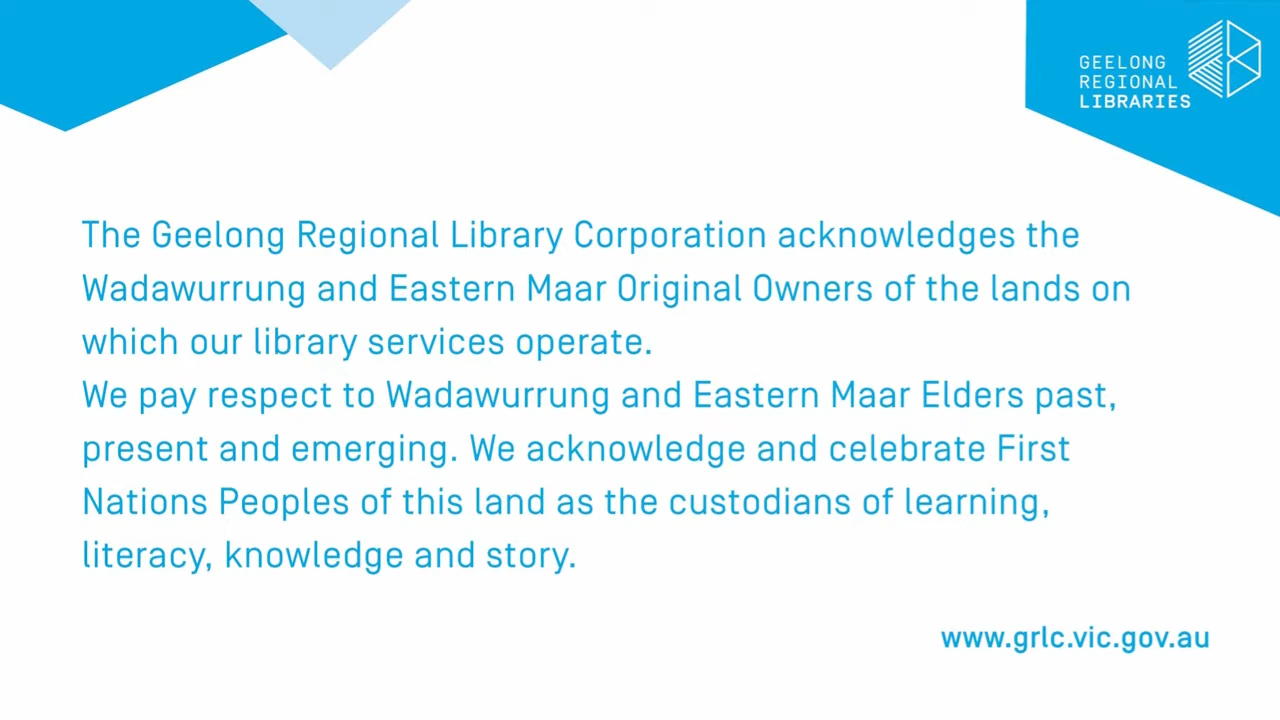 GEELONG
REGIONAL
LIBRARIES
The Geelong Regional Library Corporation acknowledges the
Wadawurrung and Eastern Maar Original Owners of the lands on
which our library services operate.
We pay respect to Wadawurrung and Eastern Maar Elders past,
present and emerging. We acknowledge and celebrate First
Nations Peoples of this land as the custodians of learning,
literacy, knowledge and story.
www.grlc.vic.gov.au